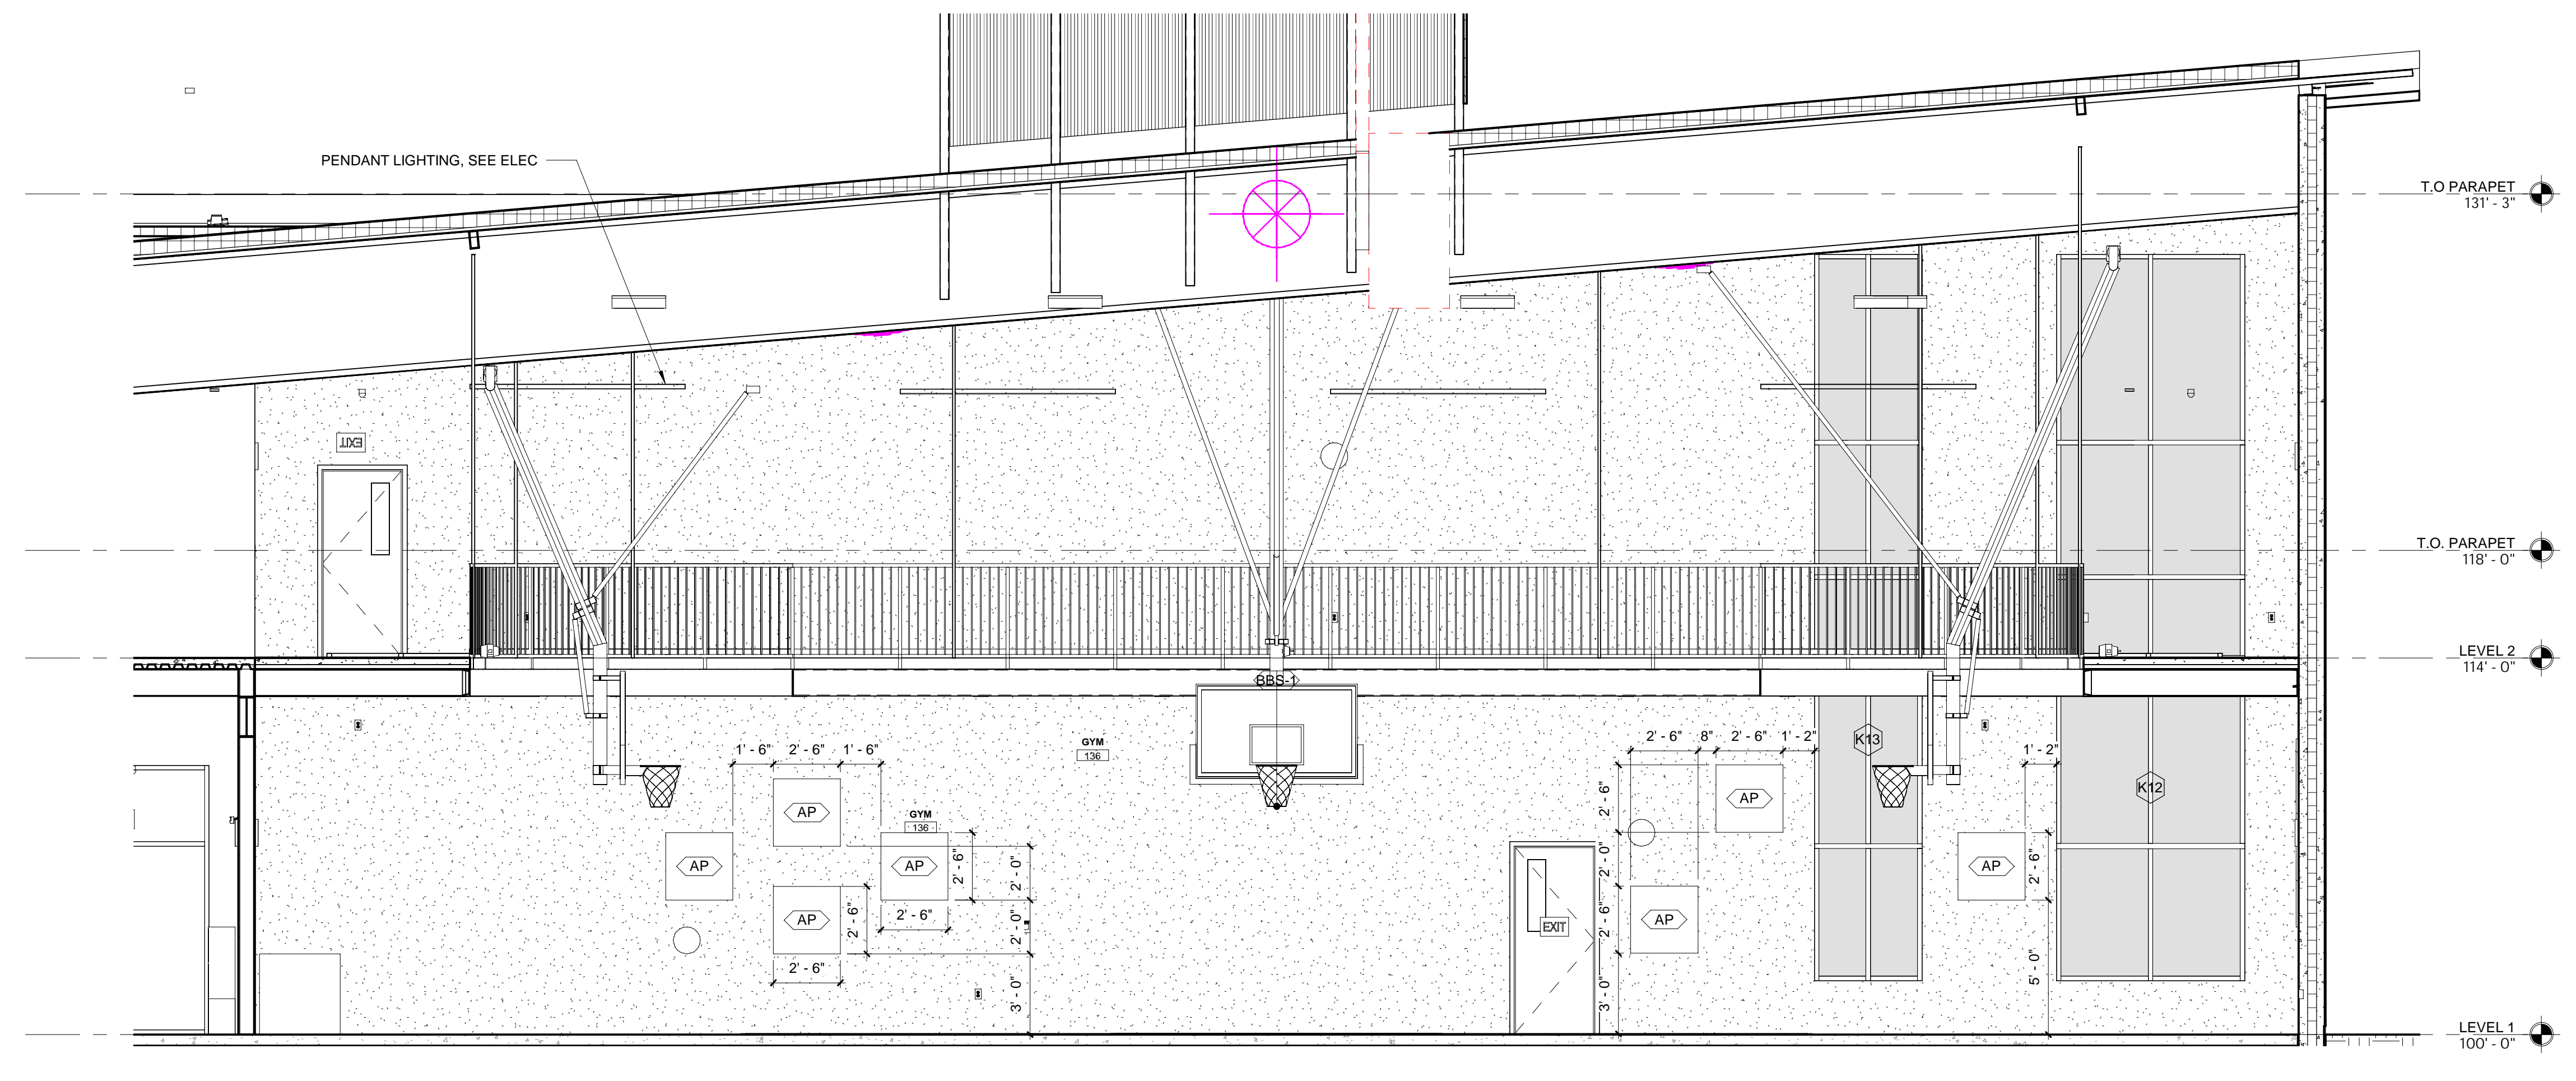 PENDANT LIGHTING, SEE ELEC
T.O PARAPET
131' - 3"
EXIT
T.O. PARAPET
118' - 0"
LEVEL 2
114' - 0"
BBS-1
GYM
136
1' - 6"
2' - 6"
1' - 6"
2' - 6"
8"
2' - 6"
1' - 2"
K13
1' - 2"
K12
AP
AP
2' - 6"
GYM
136
AP
AP
2' - 6"
2' - 0"
2' - 0"
AP
2' - 6"
AP
2' - 6"
2' - 6"
2' - 0"
AP
2' - 6"
EXIT
2' - 6"
3' - 0"
3' - 0"
5' - 0"
LEVEL 1
100' - 0"